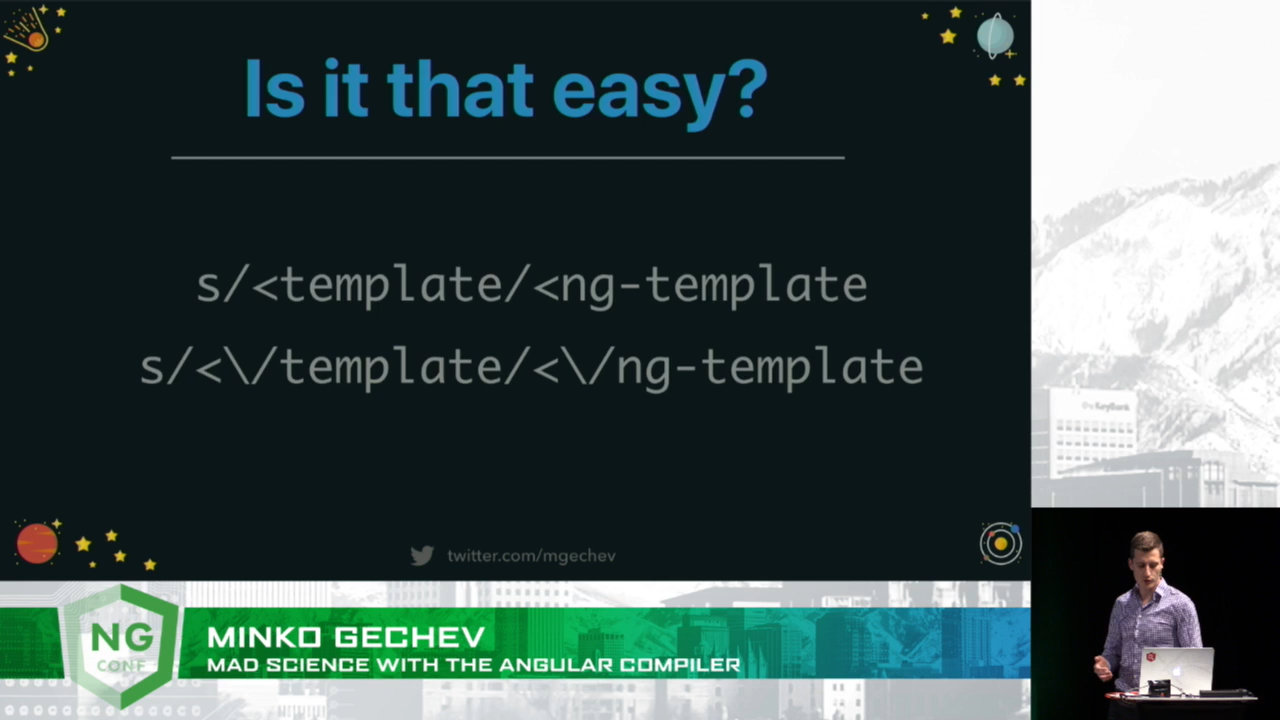 Is it that easy?
s/<template/<ng-template
s/<\/template/<\/ng-template
twitter.com/mgechev
KeyBank
NG
CONF
MINKO GECHEV
MAD SCIENCE WITH THE ANGULAR COMPILER